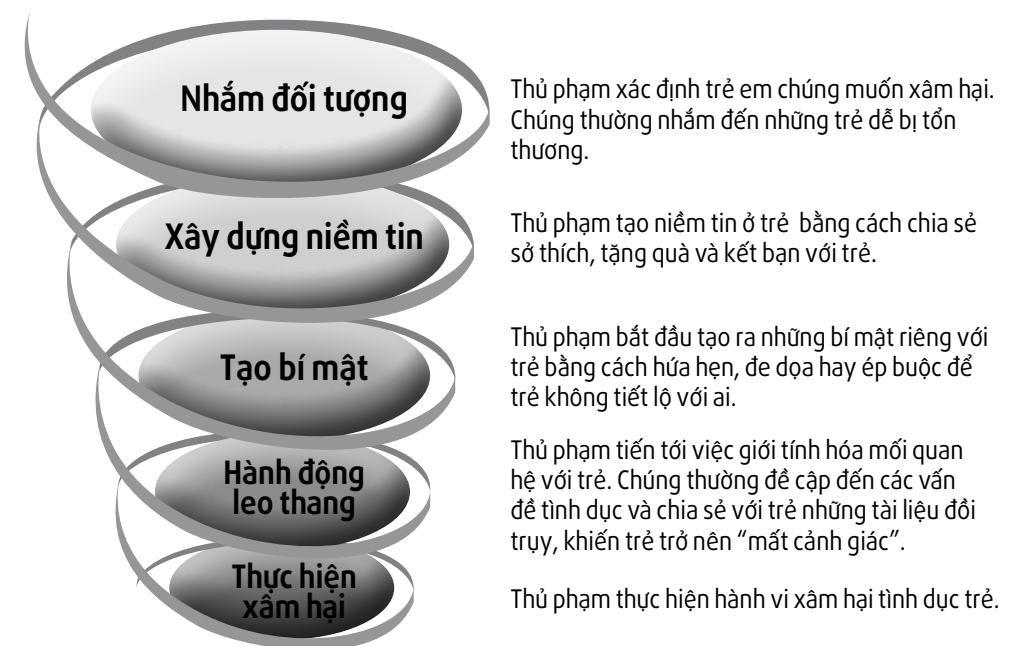 Nhắm đối tượng
Thủ phạm xác định trẻ em chúng muốn xâm hại.
Chúng thường nhắm đến những trẻ dễ bị tổn
thương.
Xây dựng niềm tin
Thủ phạm tạo niềm tin ở trẻ bằng cách chia sẻ
sở thích, tặng quà và kết bạn với trẻ.
Tạo bí mật
Thủ phạm bắt đầu tạo ra những bí mật riêng với
trẻ bằng cách hứa hẹn, đe dọa hay ép buộc để
trẻ không tiết lộ với ai.
Hành động
leo thang
Thủ phạm tiến tới việc giới tính hóa mối quan
hệ với trẻ. Chúng thường đề cập đến các vấn
đề tình dục và chia sẻ với trẻ những tài liệu đồi
trụy, khiến trẻ trở nên “mất cảnh giác”.
Thực hiện
xâm hại
Thủ phạm thực hiện hành vi xâm hại tình dục trẻ.